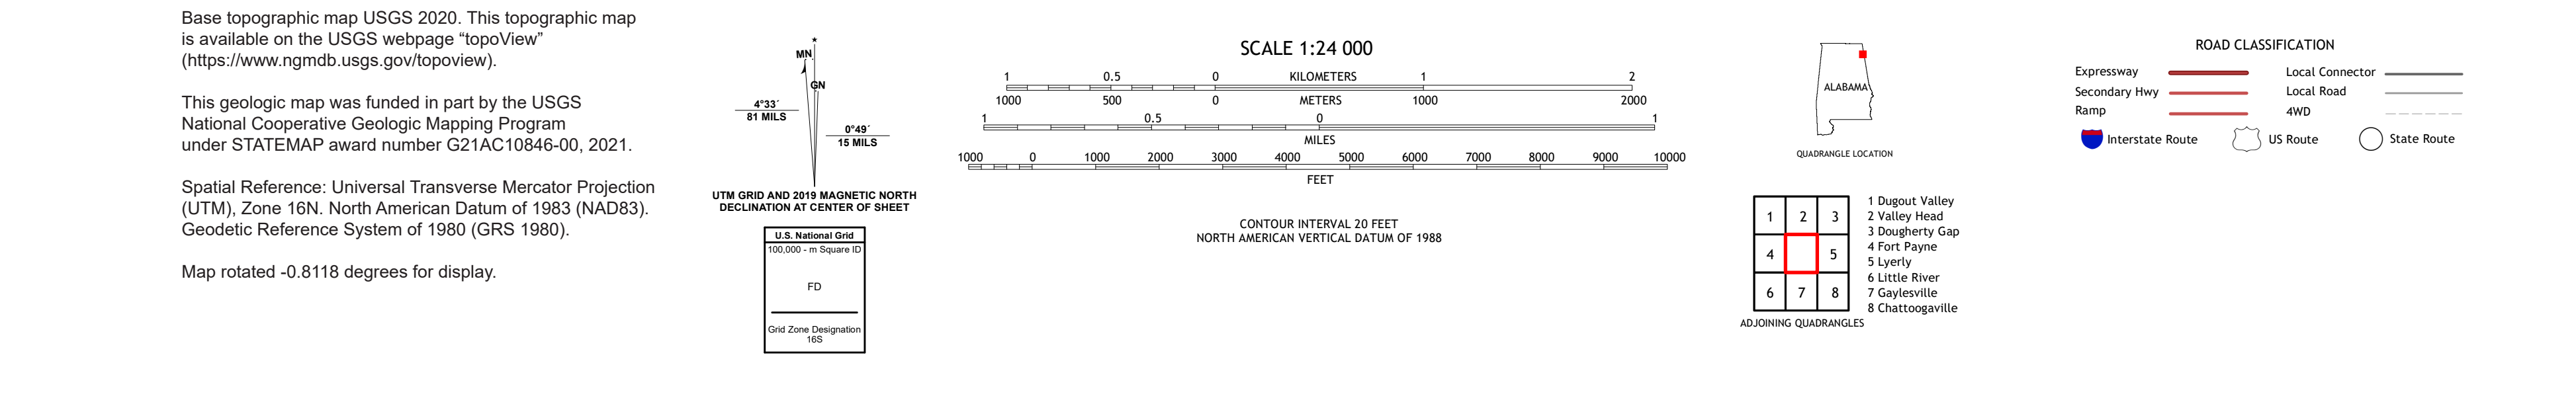 Base topographic map USGS 2020. This topographic map
is available on the USGS webpage “topoView”
(https://www.ngmdb.usgs.gov/topoview).
This geologic map was funded in part by the USGS
National Cooperative Geologic Mapping Program
under STATEMAP award number G21AC10846-00, 2021.
Spatial Reference: Universal Transverse Mercator Projection
(UTM), Zone 16N. North American Datum of 1983 (NAD83).
Geodetic Reference System of 1980 (GRS 1980).
Map rotated -0.8118 degrees for display.
MN
GN
4°33´
81 MILS
0°49´
15 MILS
UTM GRID AND 2019 MAGNETIC NORTH
DECLINATION AT CENTER OF SHEET
U.S. National Grid
100,000 - m Square ID
FD
Grid Zone Designation
16S
SCALE 1:24 000
1 0.5 0 KILOMETERS 1 2
1000 500 0 METERS 1000 2000
1 0.5 0 1
MILES
1000 0 1000 2000 3000 4000 5000 6000 7000 8000 9000 10000
FEET
CONTOUR INTERVAL 20 FEET
NORTH AMERICAN VERTICAL DATUM OF 1988
ALABAMA
QUADRANGLE LOCATION
1 2 3
4 5
6 7 8
ADJOINING QUADRANGLES
1 Dugout Valley
2 Valley Head
3 Dougherty Gap
4 Fort Payne
5 Lyerly
6 Little River
7 Gaylesville
8 Chattoogaville
ROAD CLASSIFICATION
Expressway
Local Connector
Secondary Hwy
Local Road
Ramp
4WD
Interstate Route
US Route
State Route